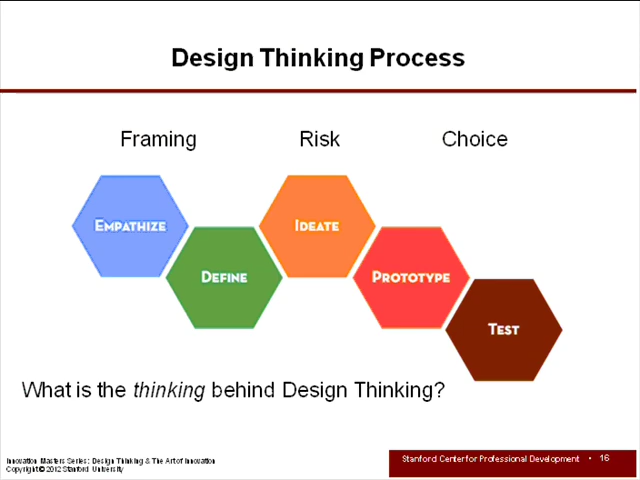 Design Thinking Process
Framing Risk Choice
EMPATHIZE
IDEATE
DEFINE
PROTOTYPE
TEST
What is the thinking behind Design Thinking?
Innovation Masters Series: Design Thinking & The Art of Innovation
Copyright © 2012 Stanford University
Stanford Center for Professional Development • 16